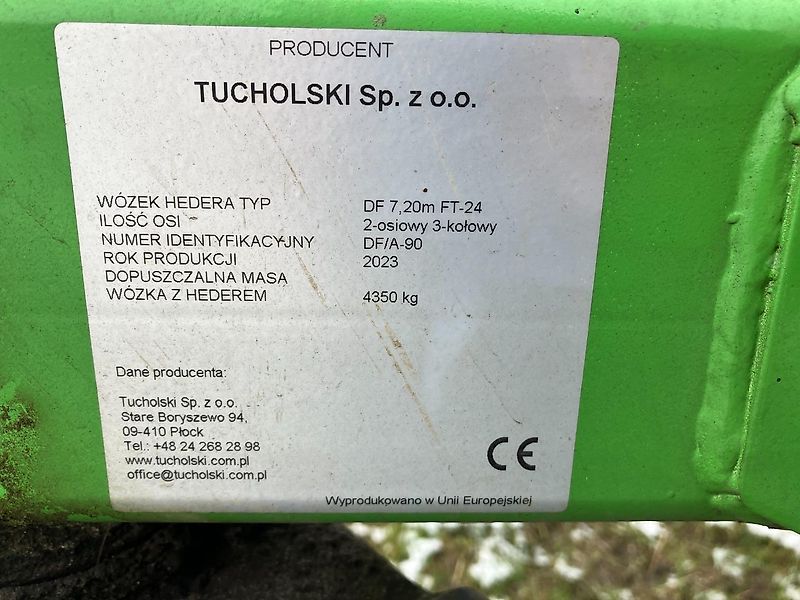 PRODUCENT
TUCHOLSKI Sp. z o.o.
WÓZEK HEDERA TYP DF 7,20m FT-24
ILOŚĆ OSI 2-osiowy 3-kołowy
NUMER IDENTYFIKACYJNY DF/A-90
ROK PRODUKCJI 2023
DOPUSZCZALNA MASA
WÓZKA Z HEDEREM 4350 kg
Dane producenta:
Tucholski Sp. z o.o.
Stare Boryszewo 94,
09-410 Płock
Tel.: +48 24 268 28 98
www.tucholski.com.pl
office@tucholski.com.pl
CE
Wyprodukowano w Unii Europejskiej